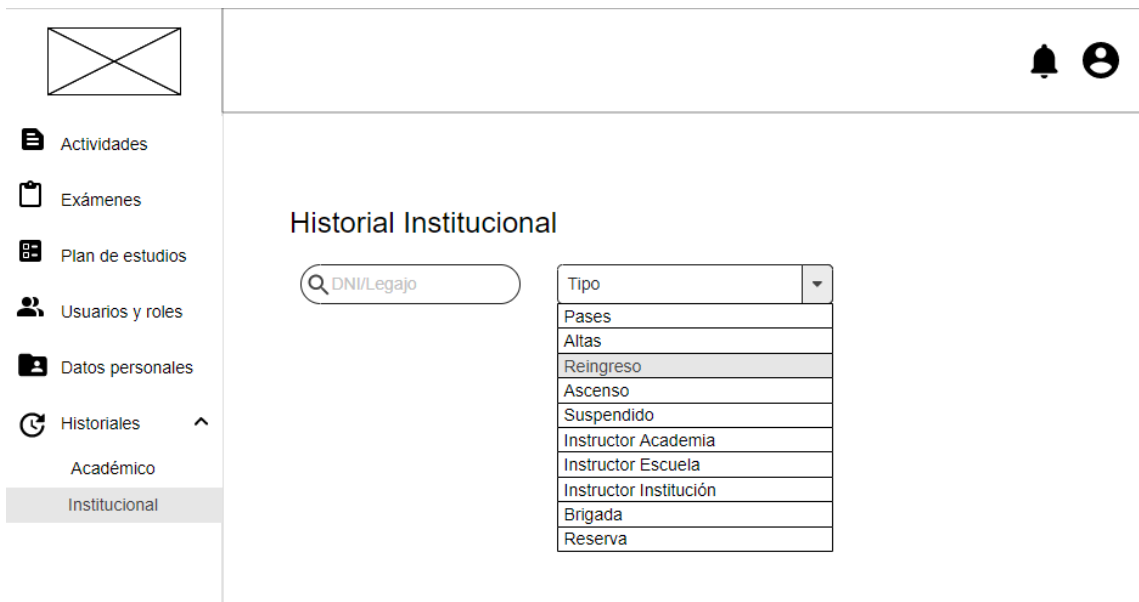 Actividades
Exámenes
Plan de estudios
Usuarios y roles
Datos personales
Historiales
Académico
Institucional
Historial Institucional
DNI/Legajo
Tipo
Pases
Altas
Reingreso
Ascenso
Suspendido
Instructor Academia
Instructor Escuela
Instructor Institución
Brigada
Reserva